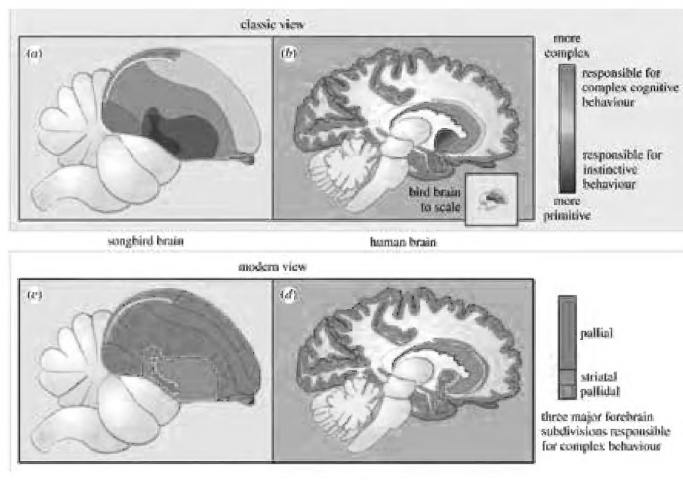 classic view
(a)
(b)
more
complex
responsible for
complex cognitive
behaviour
responsible for
instinctive
behaviour
more
primitive
bird brain
to scale
songbird brain
human brain
modern view
(c)
(d)
pallial
striatal
pallidal
three major forebrain
subdivisions responsible
for complex behaviour